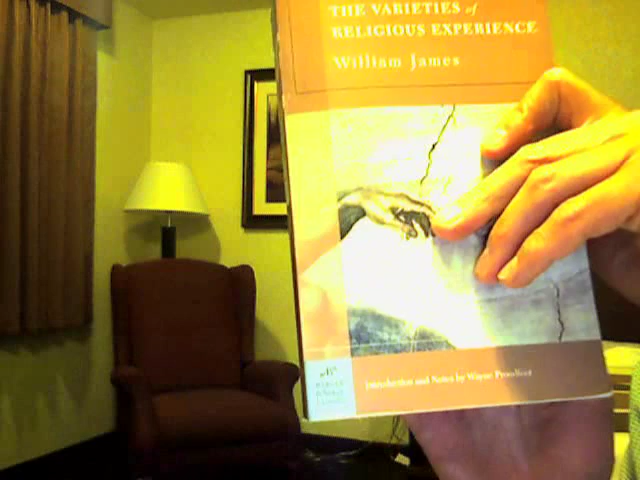 THE VARIETIES of
RELIGIOUS EXPERIENCE
William James
Introduction and Notes by Wayne Proudfoot